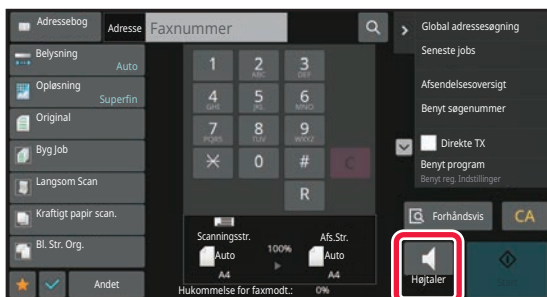 Adressebog
Adresse
Faxnummer
Belysning
Auto
Opløsning
Superfin
Original
Byg Job
Langsom Scan
Kraftigt papir scan.
Bl. Str. Org.
Andet
1
2
ABC
3
DEF
4
GHI
5
JKL
6
MNO
7
PQRS
8
TUV
9
WXYZ
0
#
C
R
Scanningsstr.
Auto
A4
100%
Afs.Str.
Auto
A4
Hukommelse for faxmodt.: 0%
Global adressesøgning
Seneste jobs
Afsendelsesoversigt
Benyt søgenummer
Direkte TX
Benyt program
Benyt reg. Indstillinger
Forhåndsvis
CA
Højtaler
Start